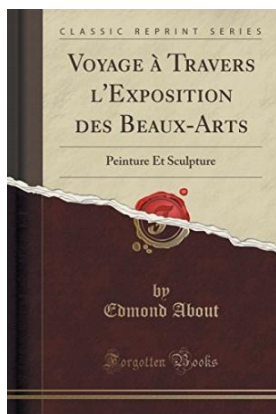 CLASSIC REPRINT SERIES
VOYAGE À TRAVERS
L'EXPOSITION
DES BEAUX-ARTS
Peinture Et Sculpture
by
Edmond About
Forgotten Books